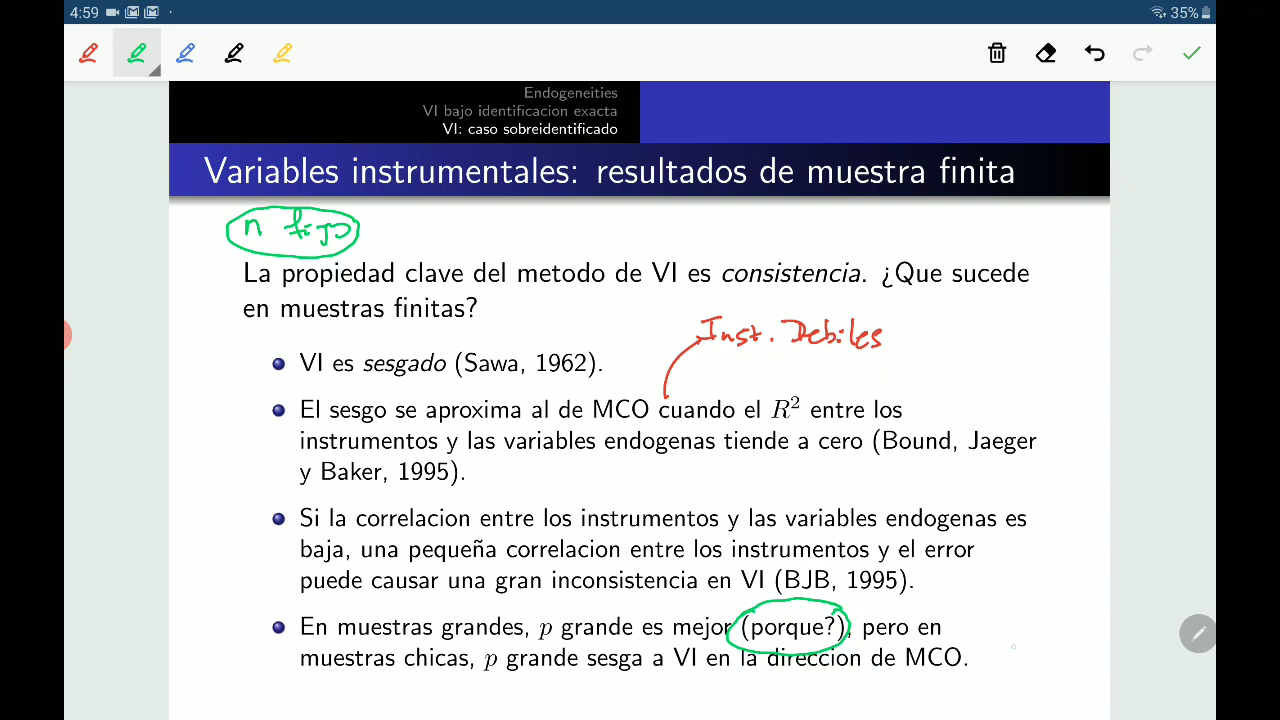 4:59
35%
Endogeneities
VI bajo identificacion exacta
VI: caso sobreidentificado
Variables instrumentales: resultados de muestra finita
n fijo
La propiedad clave del metodo de VI es consistencia. ¿Que sucede
en muestras finitas?
Inst. Debiles
VI es sesgado (Sawa, 1962).
El sesgo se aproxima al de MCO cuando el R² entre los
instrumentos y las variables endogenas tiende a cero (Bound, Jaeger
y Baker, 1995).
Si la correlacion entre los instrumentos y las variables endogenas es
baja, una pequeña correlacion entre los instrumentos y el error
puede causar una gran inconsistencia en VI (BJB, 1995).
En muestras grandes, p grande es mejor (porque?), pero en
muestras chicas, p grande sesga a VI en la direccion de MCO.